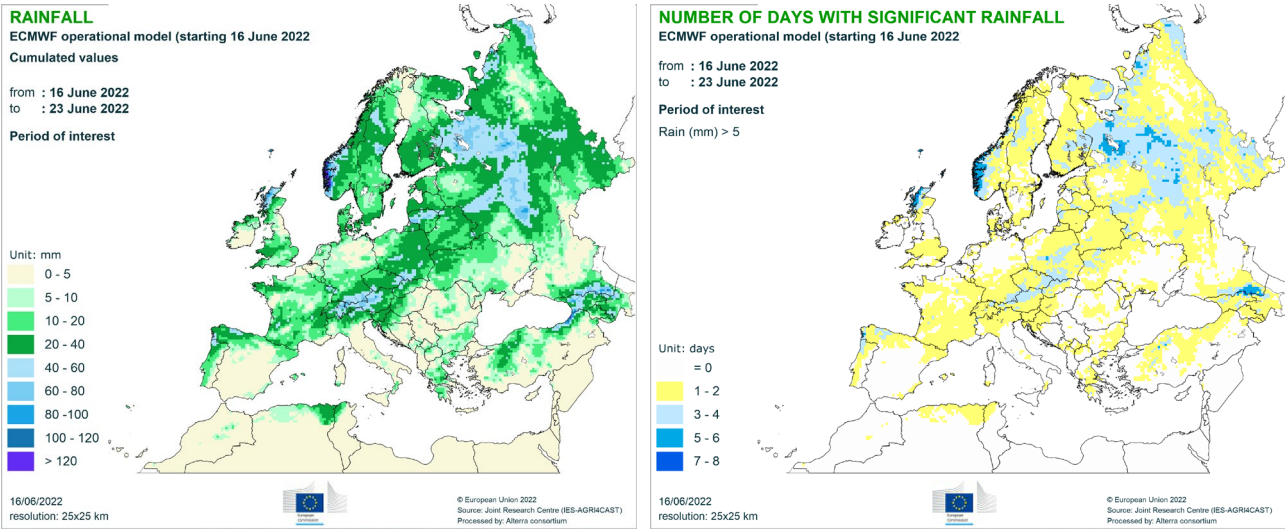 RAINFALL
ECMWF operational model (starting 16 June 2022
Cumulated values
from : 16 June 2022
to : 23 June 2022
Period of interest
Unit: mm
0 - 5
5 - 10
10 - 20
20 - 40
40 - 60
60 - 80
80 -100
100 - 120
> 120
16/06/2022
resolution: 25x25 km
European
Commission
© European Union 2022
Source: Joint Research Centre (IES-AGRI4CAST)
Processed by: Alterra consortium
NUMBER OF DAYS WITH SIGNIFICANT RAINFALL
ECMWF operational model (starting 16 June 2022
from : 16 June 2022
to : 23 June 2022
Period of interest
Rain (mm) > 5
Unit: days
= 0
1 - 2
3 - 4
5 - 6
7 - 8
16/06/2022
resolution: 25x25 km
European
Commission
© European Union 2022
Source: Joint Research Centre (IES-AGRI4CAST)
Processed by: Alterra consortium